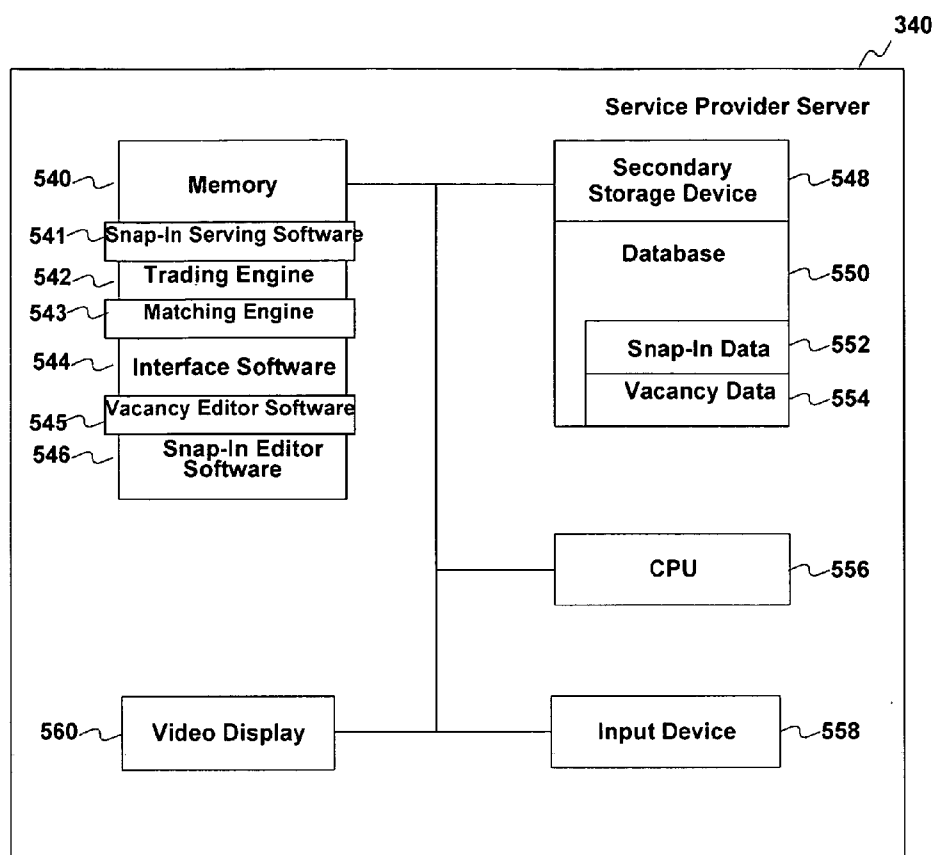 340
Service Provider Server
540
Memory
541
Snap-In Serving Software
542
Trading Engine
543
Matching Engine
544
Interface Software
545
Vacancy Editor Software
546
Snap-In Editor
Software
Secondary
Storage Device
548
Database
550
Snap-In Data
552
Vacancy Data
554
CPU
556
560
Video Display
Input Device
558